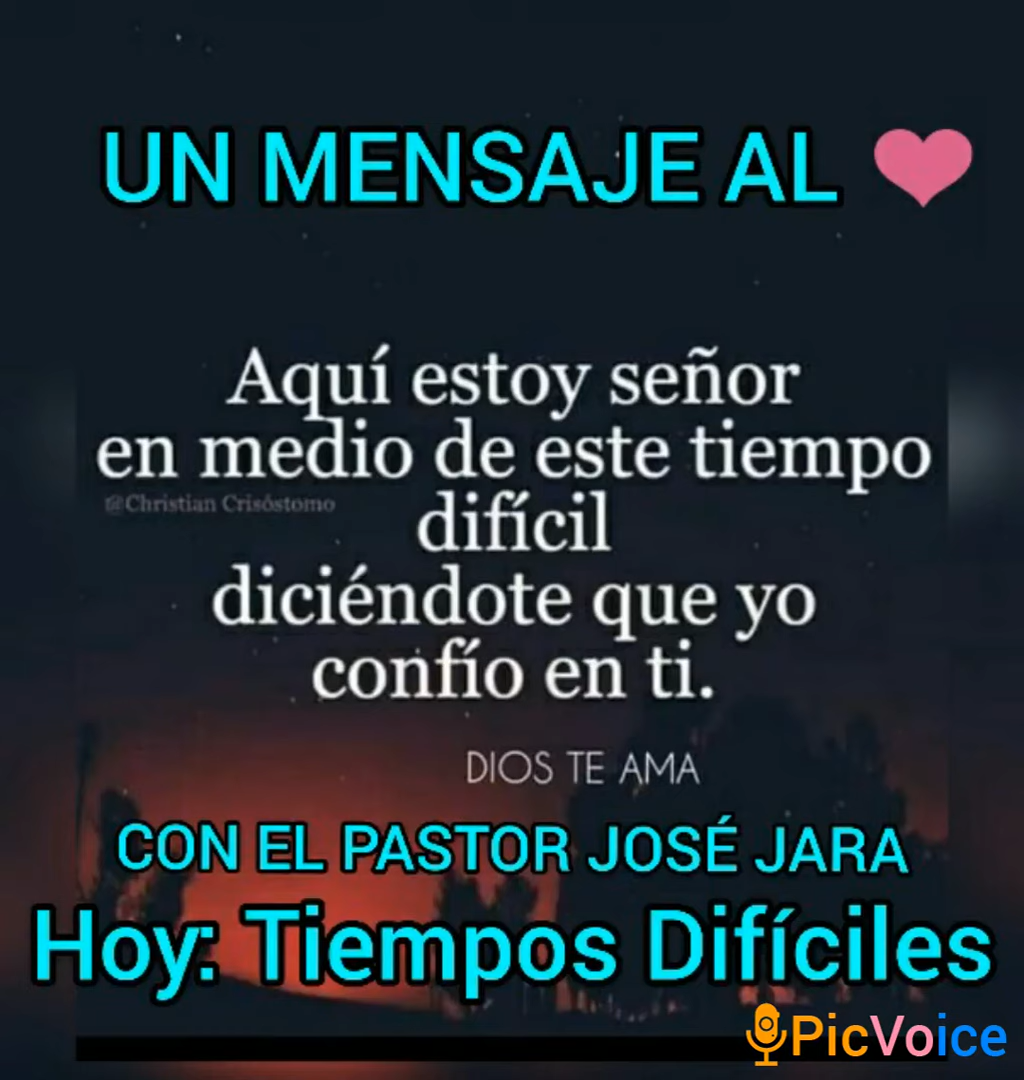 UN MENSAJE AL
Aquí estoy señor
en medio de este tiempo
@Christian Crisóstomo
difícil
diciéndote que yo
confío en ti.
DIOS TE AMA
CON EL PASTOR JOSÉ JARA
Hoy: Tiempos Difíciles
PicVoice